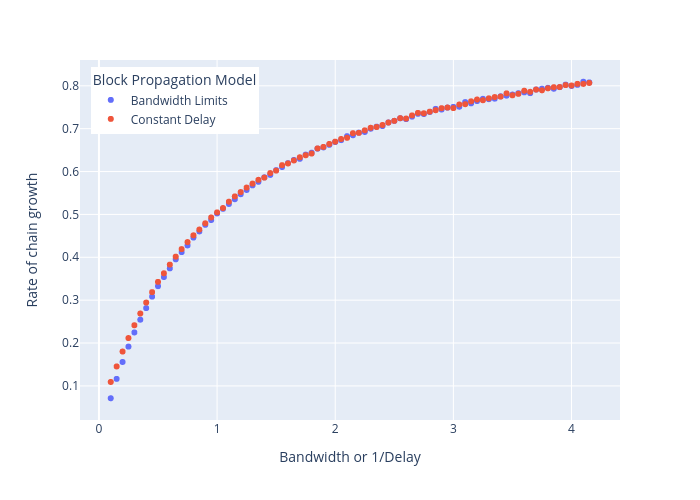 Block Propagation Model
Bandwidth Limits
Constant Delay
Rate of chain growth
0.8
0.7
0.6
0.5
0.4
0.3
0.2
0.1
0 1 2 3 4
Bandwidth or 1/Delay